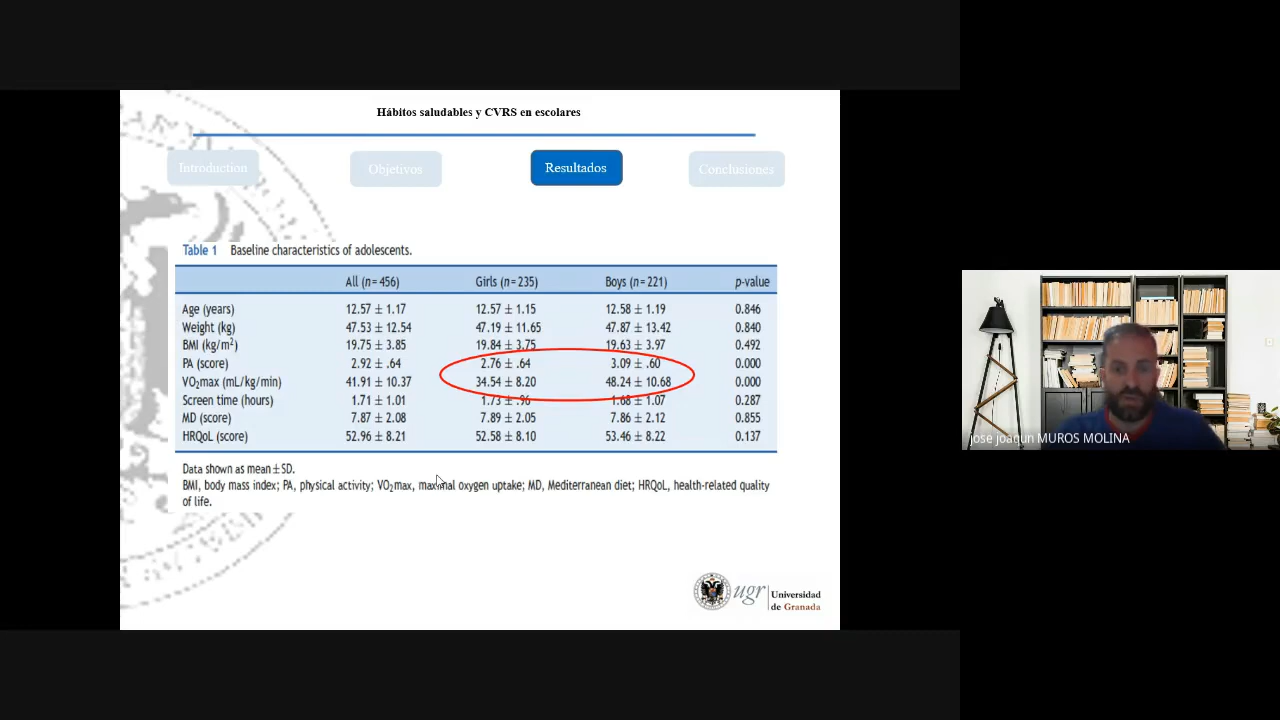 Hábitos saludables y CVRS en escolares
Introduction Objetivos Resultados Conclusiones
Table 1 Baseline characteristics of adolescents.
All (n=456) Girls (n=235) Boys (n=221) p-value
Age (years) 12.57 ± 1.17 12.57 ± 1.15 12.58 ± 1.19 0.846
Weight (kg) 47.53 ± 12.54 47.19 ± 11.65 47.87 ± 13.42 0.840
BMI (kg/m²) 19.75 ± 3.85 19.84 ± 3.75 19.63 ± 3.97 0.492
PA (score) 2.92 ± .64 2.76 ± .64 3.09 ± .60 0.000
VO₂max (mL/kg/min) 41.91 ± 10.37 34.54 ± 8.20 48.24 ± 10.68 0.000
Screen time (hours) 1.71 ± 1.01 1.73 ± .96 1.68 ± 1.07 0.287
MD (score) 7.87 ± 2.08 7.89 ± 2.05 7.86 ± 2.12 0.855
HRQoL (score) 52.96 ± 8.21 52.58 ± 8.10 53.46 ± 8.22 0.137
Data shown as mean ± SD.
BMI, body mass index; PA, physical activity; VO₂max, maximal oxygen uptake; MD, Mediterranean diet; HRQoL, health-related quality
of life.
ugr Universidad
de Granada
jose joaqun MUROS MOLINA